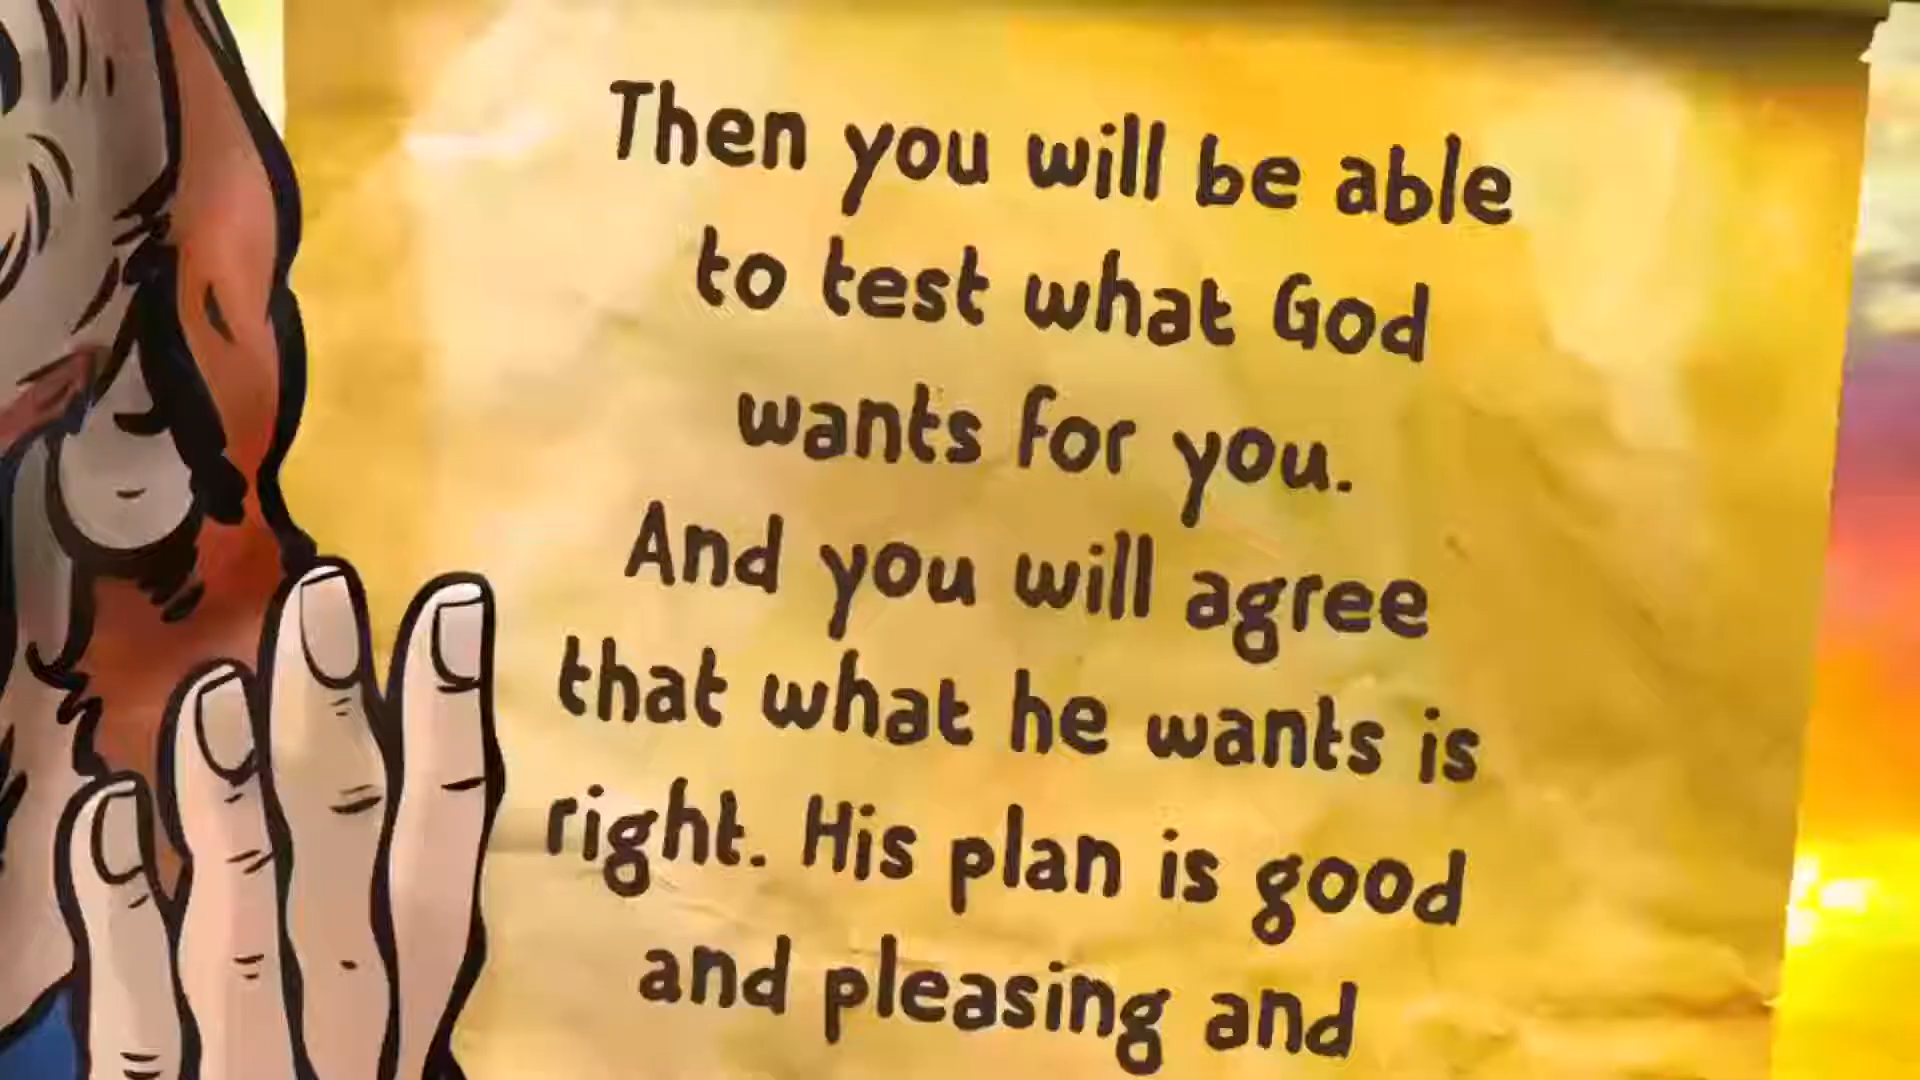 Then you will be able
to test what God
wants for you.
And you will agree
that what he wants is
right. His plan is good
and pleasing and